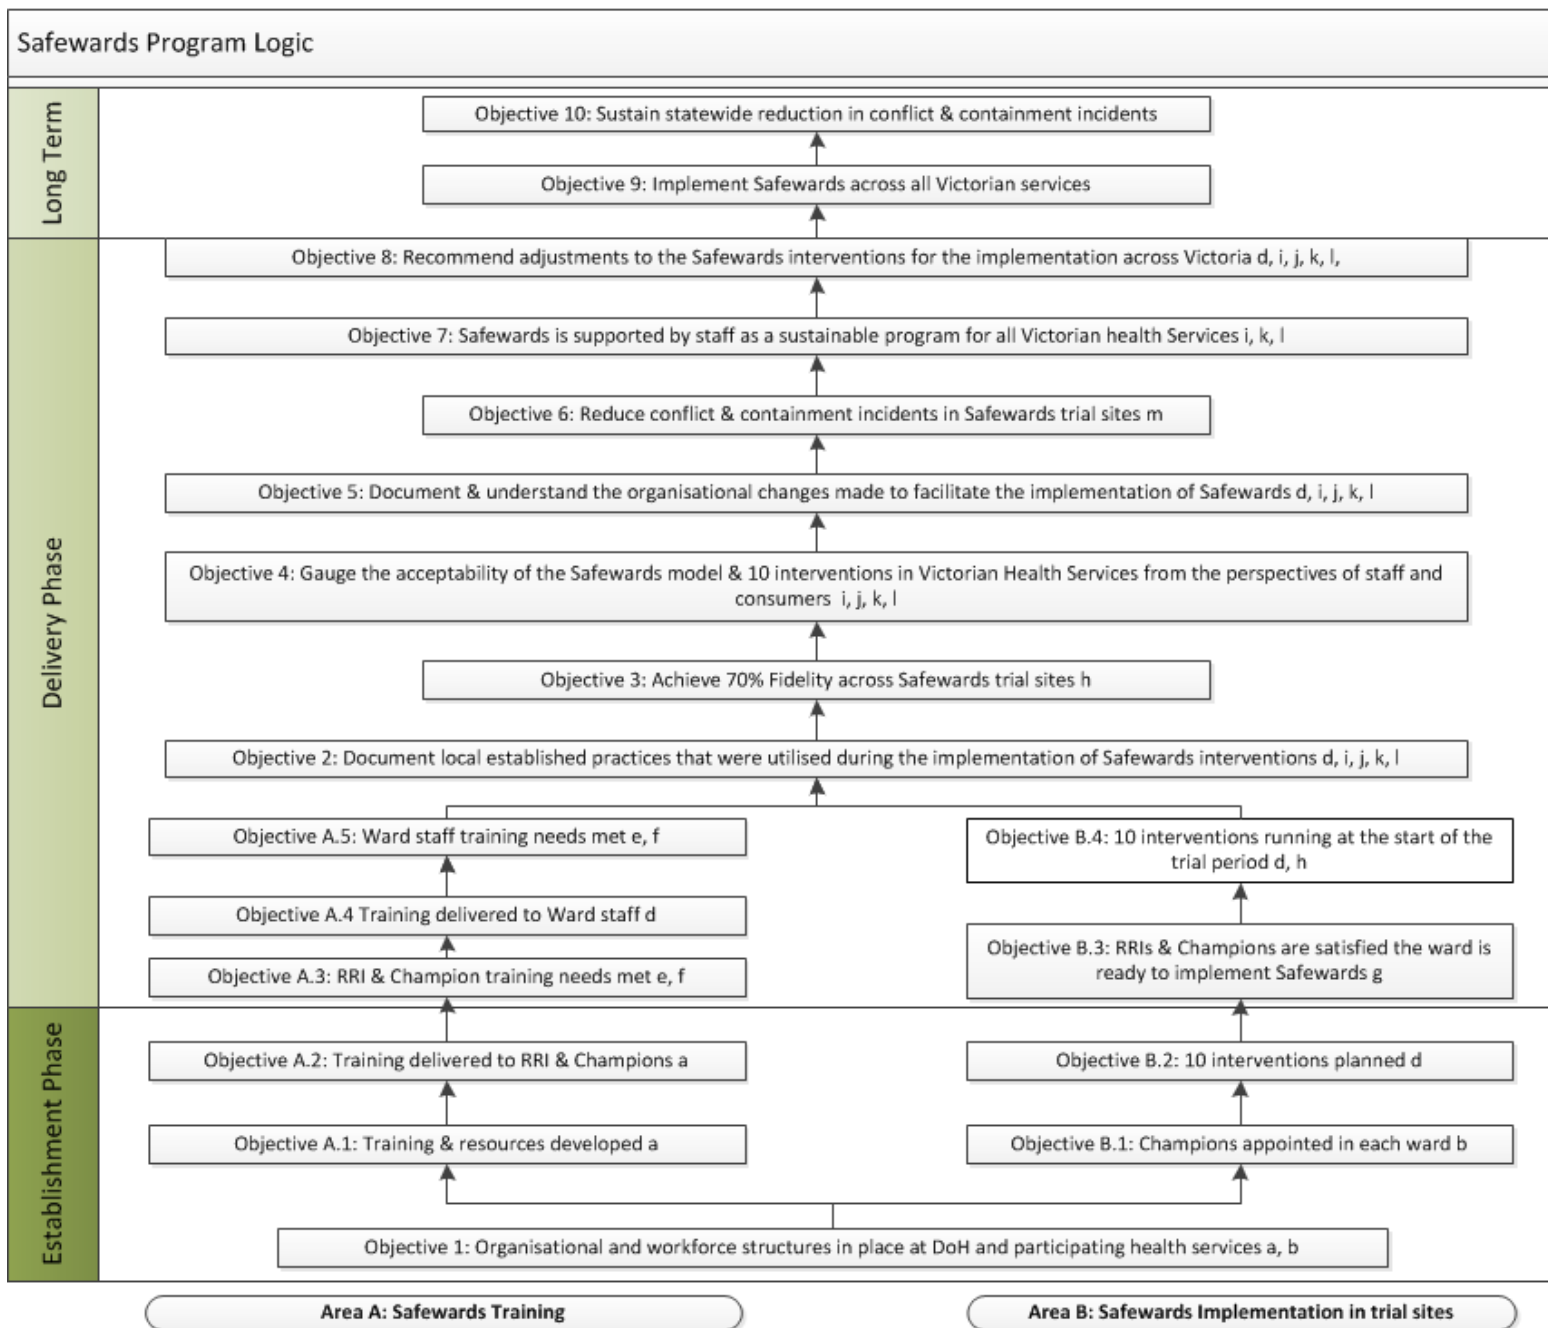 Safewards Program Logic
Long Term
Objective 10: Sustain statewide reduction in conflict & containment incidents
Objective 9: Implement Safewards across all Victorian services
Delivery Phase
Objective 8: Recommend adjustments to the Safewards interventions for the implementation across Victoria d, i, j, k, l,
Objective 7: Safewards is supported by staff as a sustainable program for all Victorian health Services i, k, l
Objective 6: Reduce conflict & containment incidents in Safewards trial sites m
Objective 5: Document & understand the organisational changes made to facilitate the implementation of Safewards d, i, j, k, l
Objective 4: Gauge the acceptability of the Safewards model & 10 interventions in Victorian Health Services from the perspectives of staff and
consumers i, j, k, l
Objective 3: Achieve 70% Fidelity across Safewards trial sites h
Objective 2: Document local established practices that were utilised during the implementation of Safewards interventions d, i, j, k, l
Objective A.5: Ward staff training needs met e, f
Objective A.4 Training delivered to Ward staff d
Objective A.3: RRI & Champion training needs met e, f
Objective B.4: 10 interventions running at the start of the
trial period d, h
Objective B.3: RRIs & Champions are satisfied the ward is
ready to implement Safewards g
Establishment Phase
Objective A.2: Training delivered to RRI & Champions a
Objective A.1: Training & resources developed a
Objective B.2: 10 interventions planned d
Objective B.1: Champions appointed in each ward b
Objective 1: Organisational and workforce structures in place at DoH and participating health services a, b
Area A: Safewards Training
Area B: Safewards Implementation in trial sites